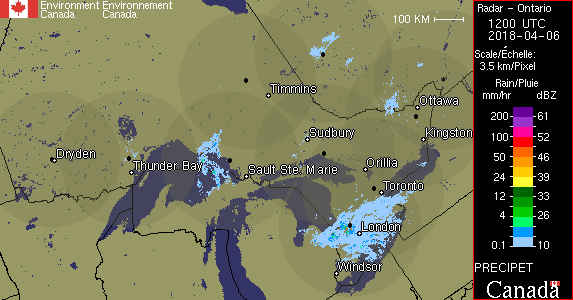 Environment Environnement
Canada Canada
100 KM
Timmins
Ottawa
Sudbury
Kingston
Dryden
Thunder Bay
Sault Ste. Marie
Orillia
Toronto
London
Windsor
Radar - Ontario
1200 UTC
2018-04-06
Scale/Échelle:
3.5 km/Pixel
Rain/Pluie
mm/hr dBZ
200 61
100 52
50 46
24 39
12 33
4 26
0.1 10
PRECIPET
Canada